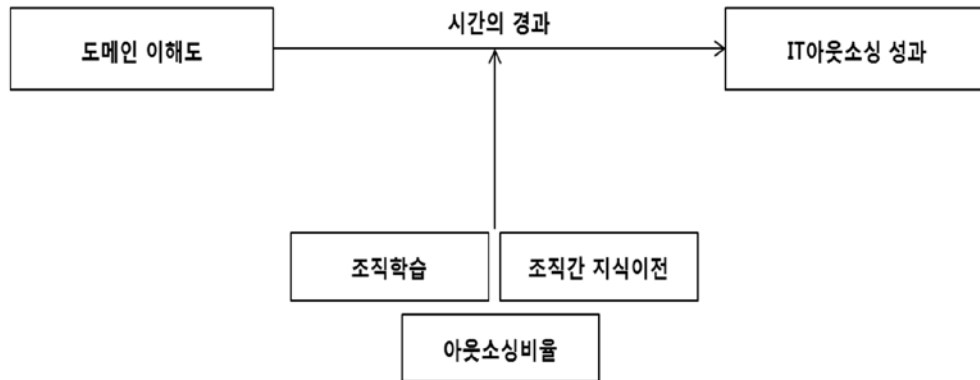 시간의 경과
도메인 이해도
IT아웃소싱 성과
조직학습
조직간 지식이전
아웃소싱비율